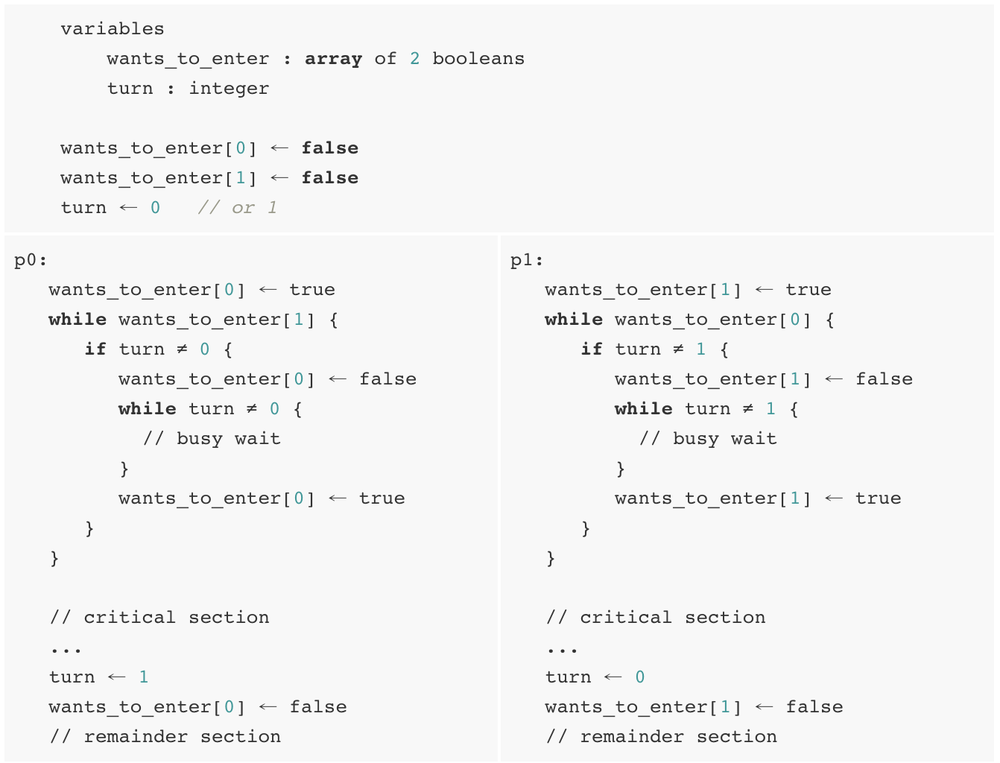 variables
wants_to_enter : array of 2 booleans
turn : integer
wants_to_enter[0] ← false
wants_to_enter[1] ← false
turn ← 0   // or 1
p0:
wants_to_enter[0] ← true
while wants_to_enter[1] {
if turn ≠ 0 {
wants_to_enter[0] ← false
while turn ≠ 0 {
// busy wait
}
wants_to_enter[0] ← true
}
}
// critical section
...
turn ← 1
wants_to_enter[0] ← false
// remainder section
p1:
wants_to_enter[1] ← true
while wants_to_enter[0] {
if turn ≠ 1 {
wants_to_enter[1] ← false
while turn ≠ 1 {
// busy wait
}
wants_to_enter[1] ← true
}
}
// critical section
...
turn ← 0
wants_to_enter[1] ← false
// remainder section